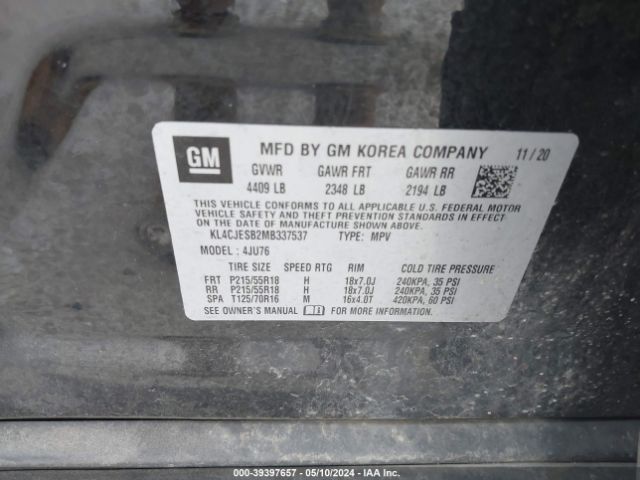 GM
MFD BY GM KOREA COMPANY 11/20
GVWR GAWR FRT GAWR RR
4409 LB 2348 LB 2194 LB
THIS VEHICLE CONFORMS TO ALL APPLICABLE U.S. FEDERAL MOTOR
VEHICLE SAFETY AND THEFT PREVENTION STANDARDS IN EFFECT
ON THE DATE OF MANUFACTURE SHOWN ABOVE.
KL4CJESB2MB337537 TYPE: MPV
MODEL : 4JU76
TIRE SIZE SPEED RTG RIM COLD TIRE PRESSURE
FRT P215/55R18 H 18x7.0J 240KPA, 35 PSI
RR P215/55R18 H 18x7.0J 240KPA, 35 PSI
SPA T125/70R16 M 16x4.0T 420KPA, 60 PSI
SEE OWNER'S MANUAL FOR MORE INFORMATION.
000-39397657 - 05/10/2024 - IAA Inc.